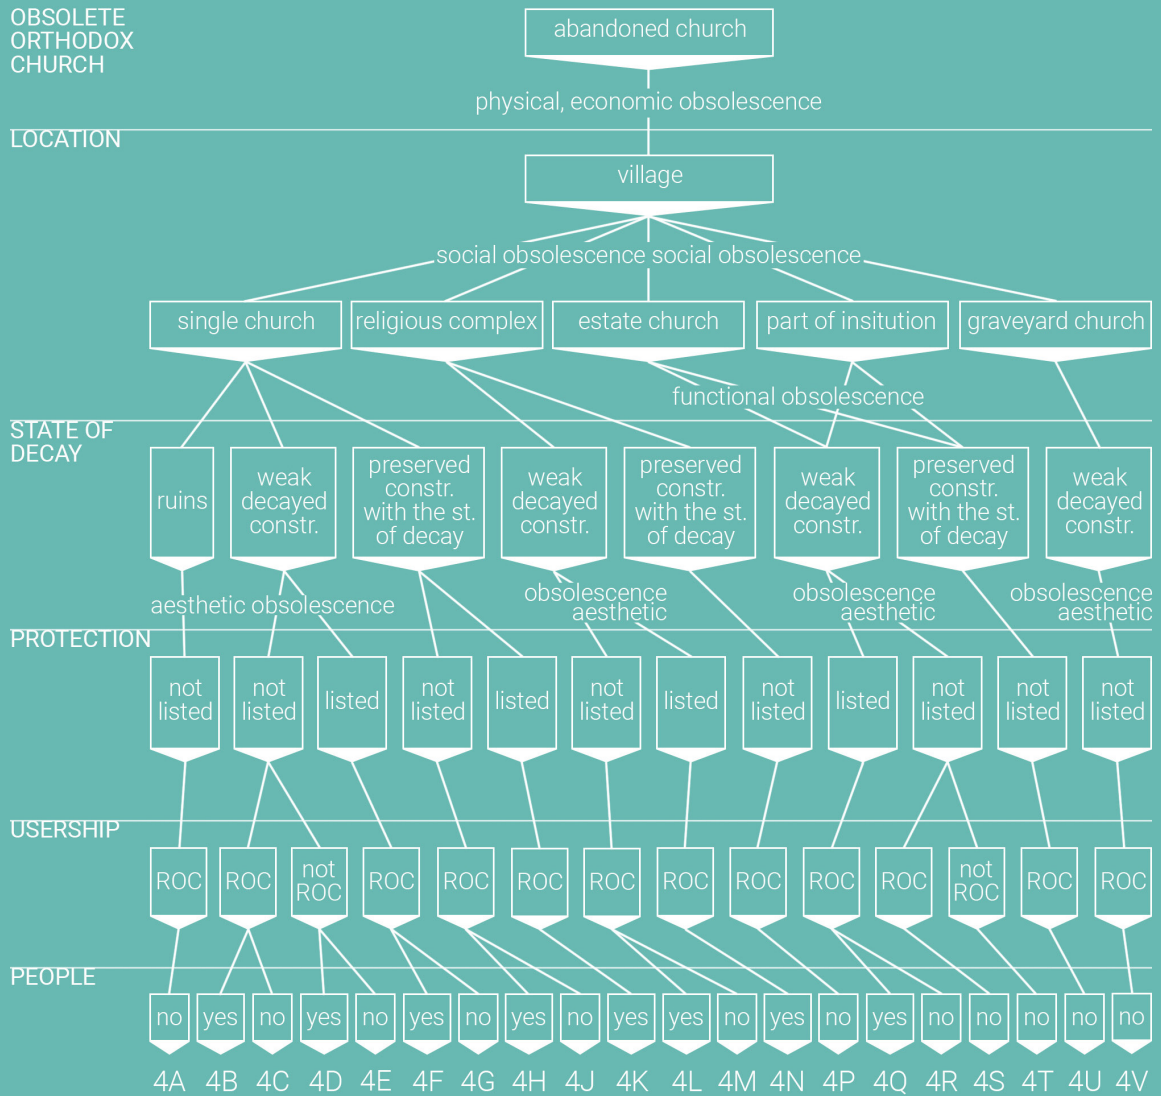 OBSOLETE
ORTHODOX
CHURCH
abandoned church
physical, economic obsolescence
LOCATION
village
social obsolescence social obsolescence
single church
religious complex
estate church
part of insitution
graveyard church
functional obsolescence
STATE OF
DECAY
ruins
weak
decayed
constr.
preserved
constr.
with the st.
of decay
weak
decayed
constr.
preserved
constr.
with the st.
of decay
weak
decayed
constr.
preserved
constr.
with the st.
of decay
weak
decayed
constr.
aesthetic obsolescence
obsolescence
aesthetic
obsolescence
aesthetic
obsolescence
aesthetic
PROTECTION
not
listed
not
listed
listed
not
listed
listed
not
listed
listed
not
listed
listed
not
listed
not
listed
not
listed
USERSHIP
ROC
ROC
not
ROC
ROC
ROC
ROC
ROC
ROC
ROC
ROC
ROC
not
ROC
ROC
ROC
PEOPLE
no
yes
no
yes
no
yes
no
yes
no
yes
yes
no
yes
no
yes
no
no
no
no
no
4A
4B
4C
4D
4E
4F
4G
4H
4J
4K
4L
4M
4N
4P
4Q
4R
4S
4T
4U
4V